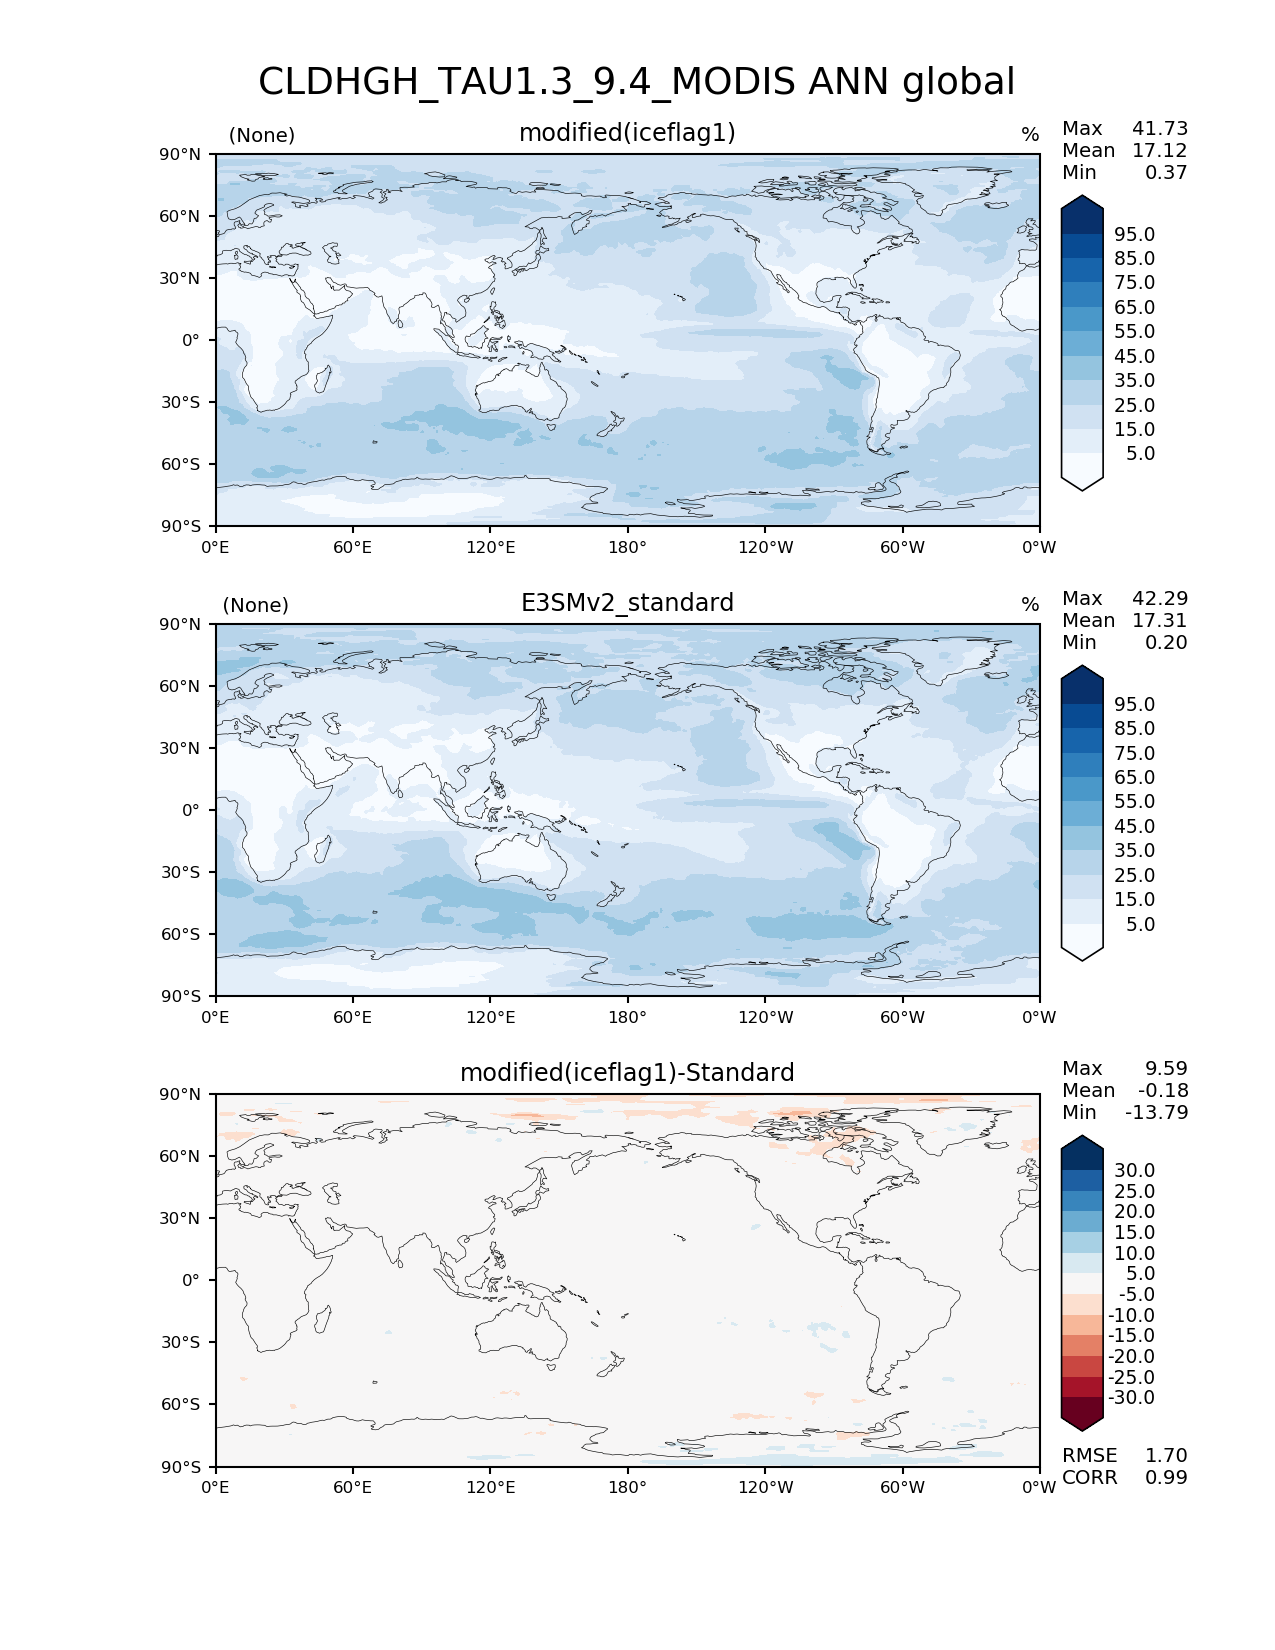 CLDHGH_TAU1.3_9.4_MODIS ANN global
(None) modified(iceflag1) %
Max 41.73
Mean 17.12
Min 0.37
90°N
60°N
30°N
0°
30°S
60°S
90°S
0°E 60°E 120°E 180° 120°W 60°W 0°W
95.0
85.0
75.0
65.0
55.0
45.0
35.0
25.0
15.0
5.0
(None) E3SMv2_standard %
Max 42.29
Mean 17.31
Min 0.20
90°N
60°N
30°N
0°
30°S
60°S
90°S
0°E 60°E 120°E 180° 120°W 60°W 0°W
95.0
85.0
75.0
65.0
55.0
45.0
35.0
25.0
15.0
5.0
modified(iceflag1)-Standard
Max 9.59
Mean -0.18
Min -13.79
90°N
60°N
30°N
0°
30°S
60°S
90°S
0°E 60°E 120°E 180° 120°W 60°W 0°W
30.0
25.0
20.0
15.0
10.0
5.0
-5.0
-10.0
-15.0
-20.0
-25.0
-30.0
RMSE 1.70
CORR 0.99